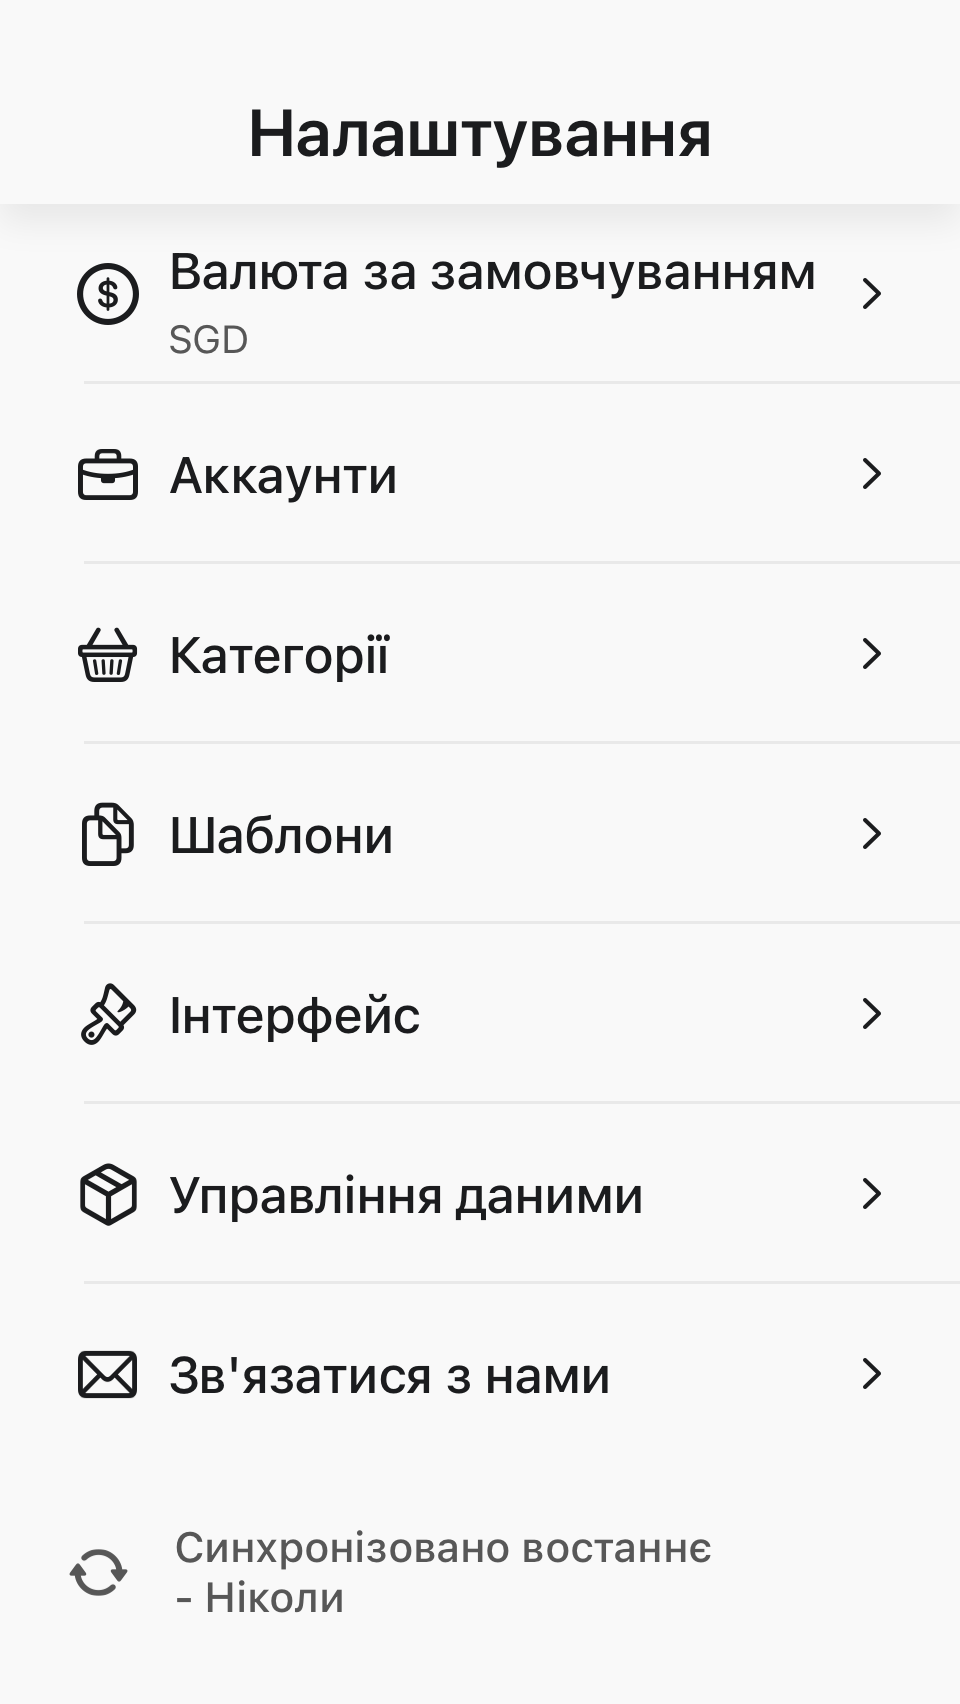 Налаштування
Валюта за замовчуванням
SGD
Аккаунти
Категорії
Шаблони
Інтерфейс
Управління даними
Зв'язатися з нами
Синхронізовано востаннє
- Ніколи